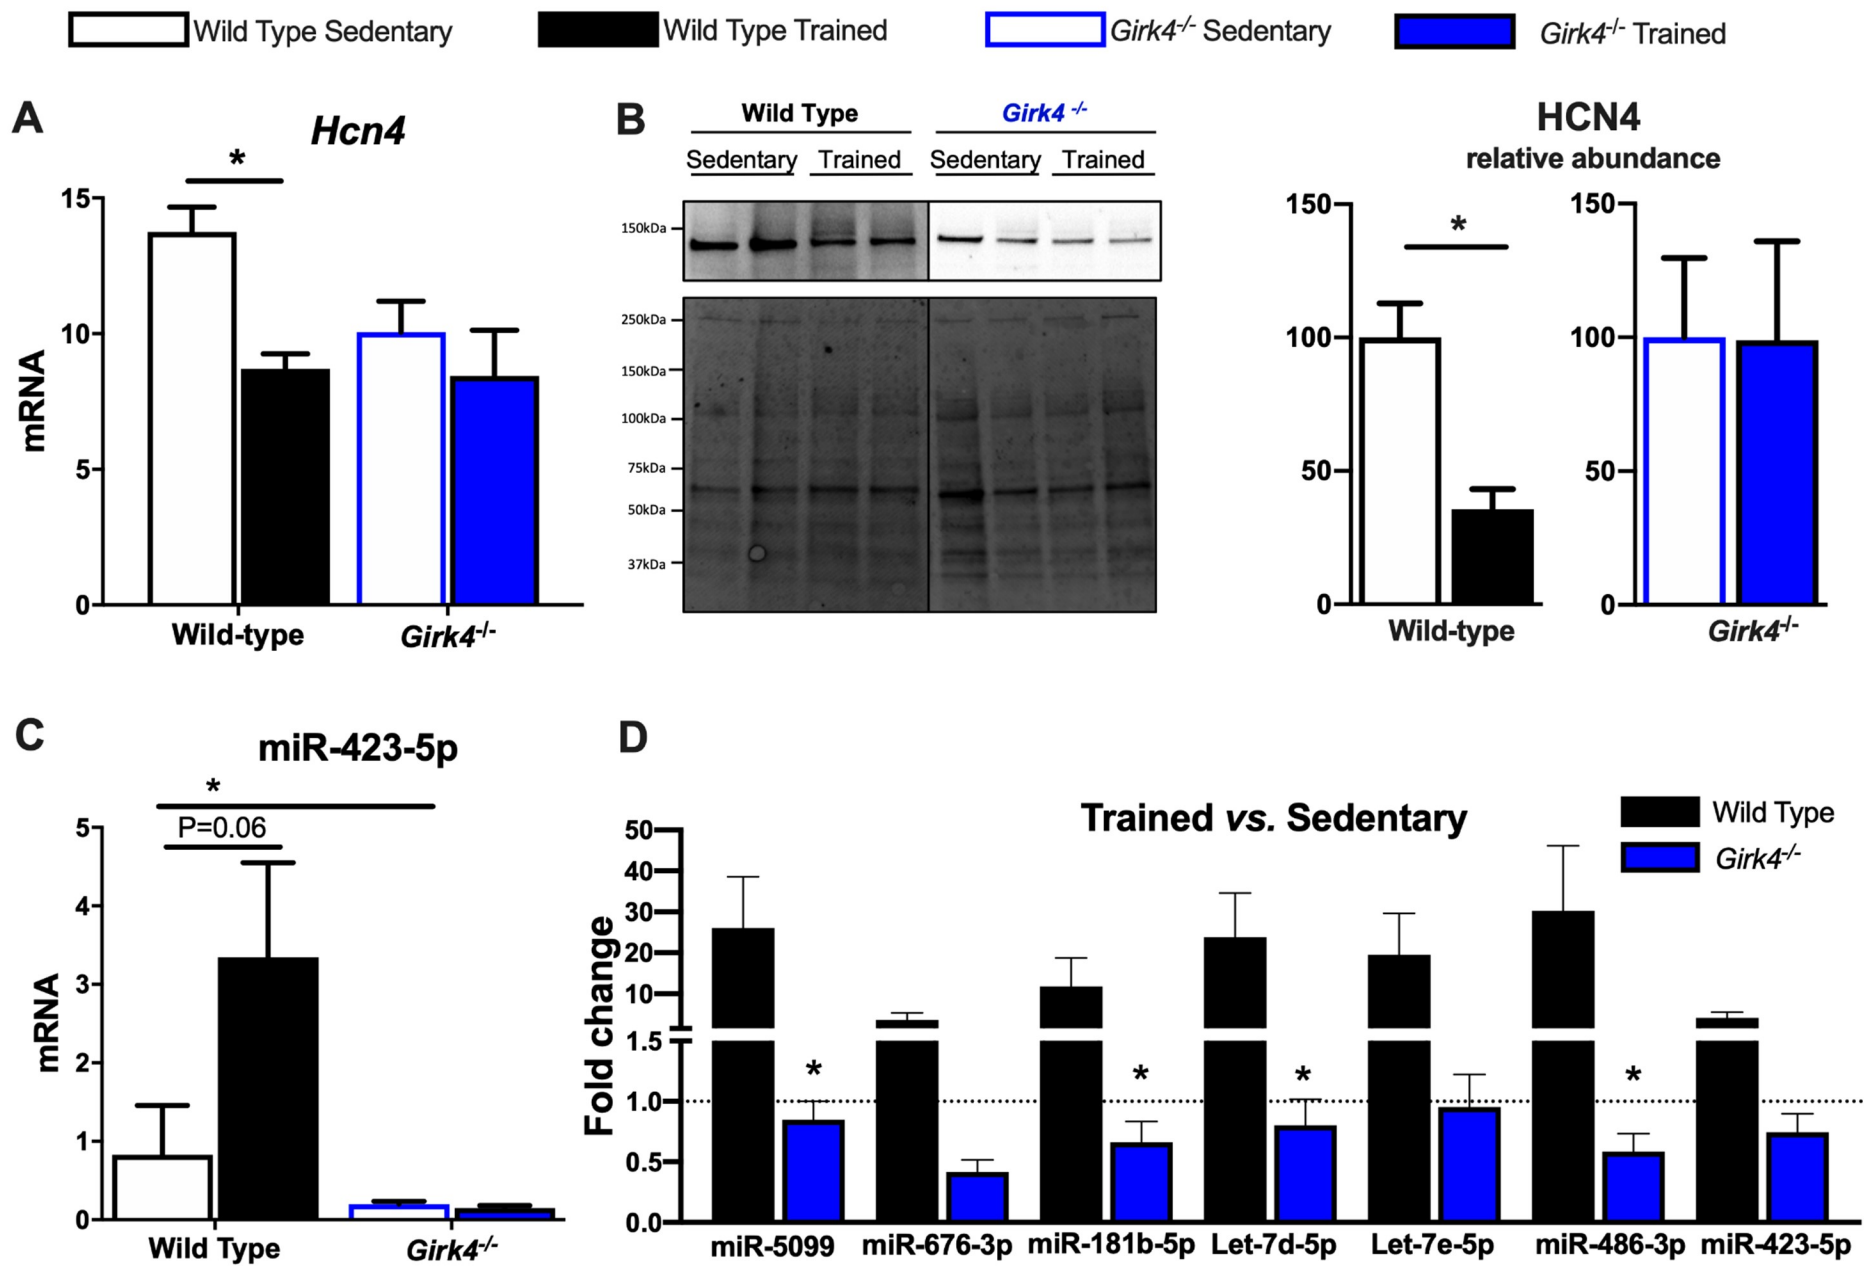 Wild Type Sedentary Wild Type Trained Girk4-/- Sedentary Girk4-/- Trained
A Hcn4
*
mRNA
15
10
5
0
Wild-type Girk4-/-
B Wild Type Girk4 -/-
Sedentary Trained Sedentary Trained
150kDa
250kDa
150kDa
100kDa
75kDa
50kDa
37kDa
HCN4
relative abundance
*
150
100
50
0
Wild-type
150
100
50
0
Girk4-/-
C miR-423-5p
*
P=0.06
mRNA
5
4
3
2
1
0
Wild Type Girk4-/-
D
Trained vs. Sedentary
Wild Type
Girk4-/-
Fold change
50
40
30
20
10
1.5
1.0
0.5
0.0
* * * *
miR-5099 miR-676-3p miR-181b-5p Let-7d-5p Let-7e-5p miR-486-3p miR-423-5p